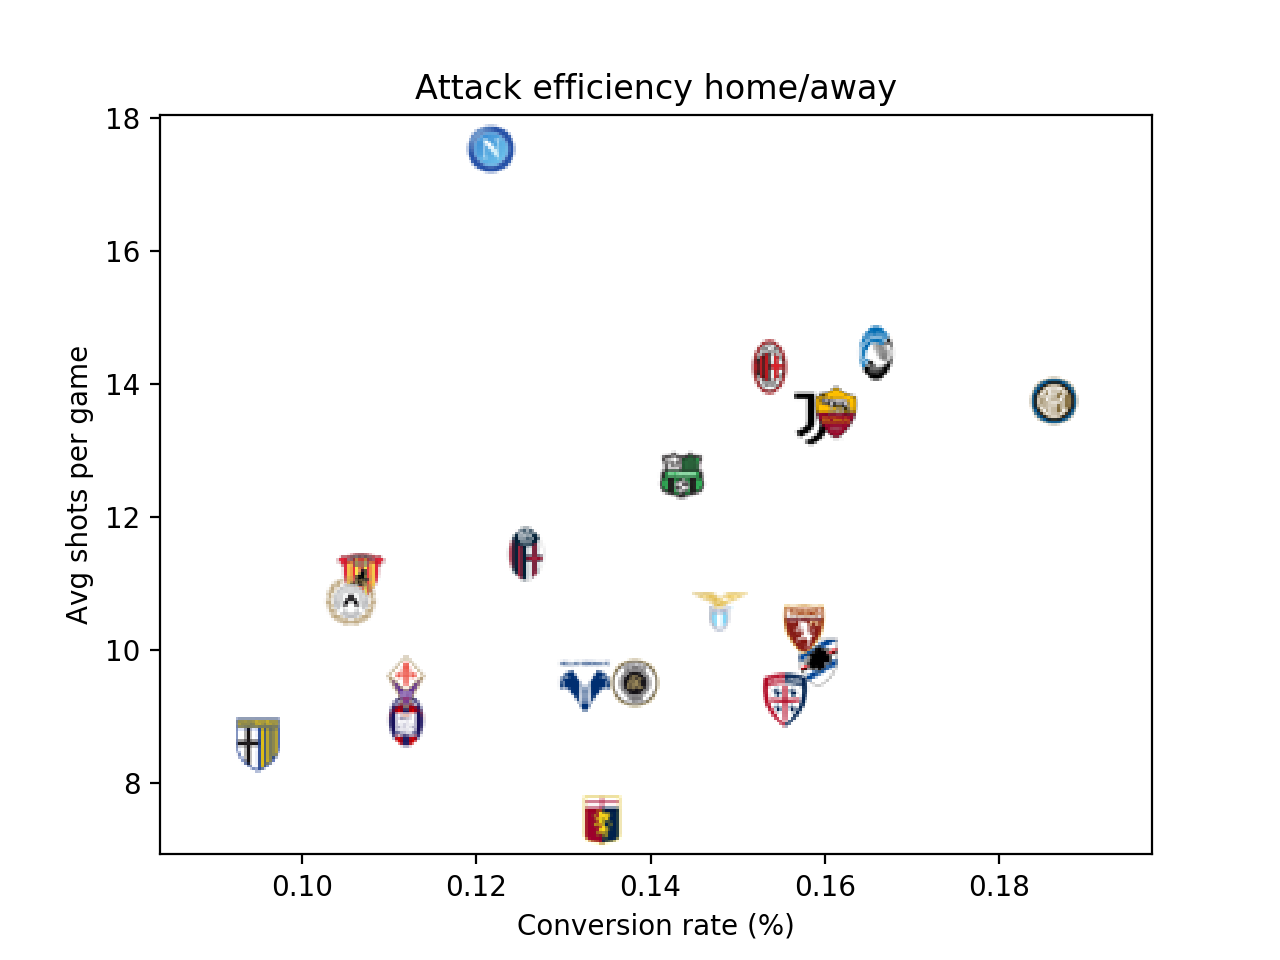 Attack efficiency home/away
18
16
14
12
10
8
Avg shots per game
0.10 0.12 0.14 0.16 0.18
Conversion rate (%)
N
TORINO